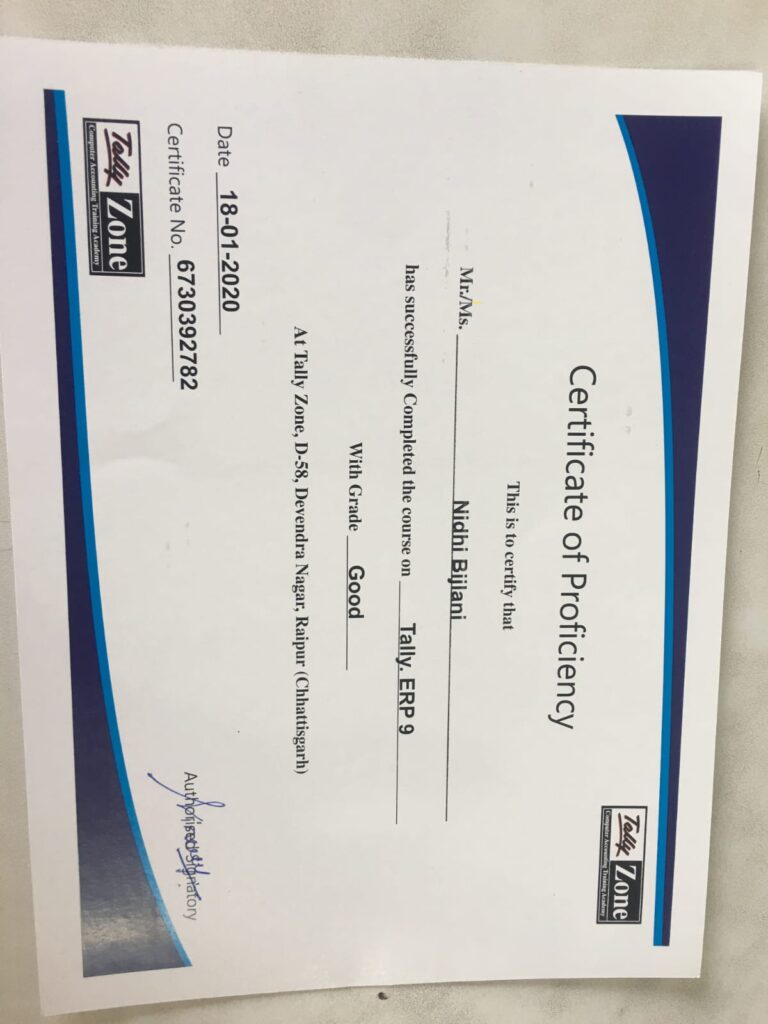 Tally Zone
Computer Accounting Training Academy
Certificate of Proficiency
This is to certify that
Mr./Ms. Nidhi Bijlani
has successfully Completed the course on Tally. ERP 9
With Grade Good
At Tally Zone, D-58, Devendra Nagar, Raipur (Chhattisgarh)
Date 18-01-2020
Certificate No. 6730392782
Authorised Signatory
Tally Zone
Computer Accounting Training Academy